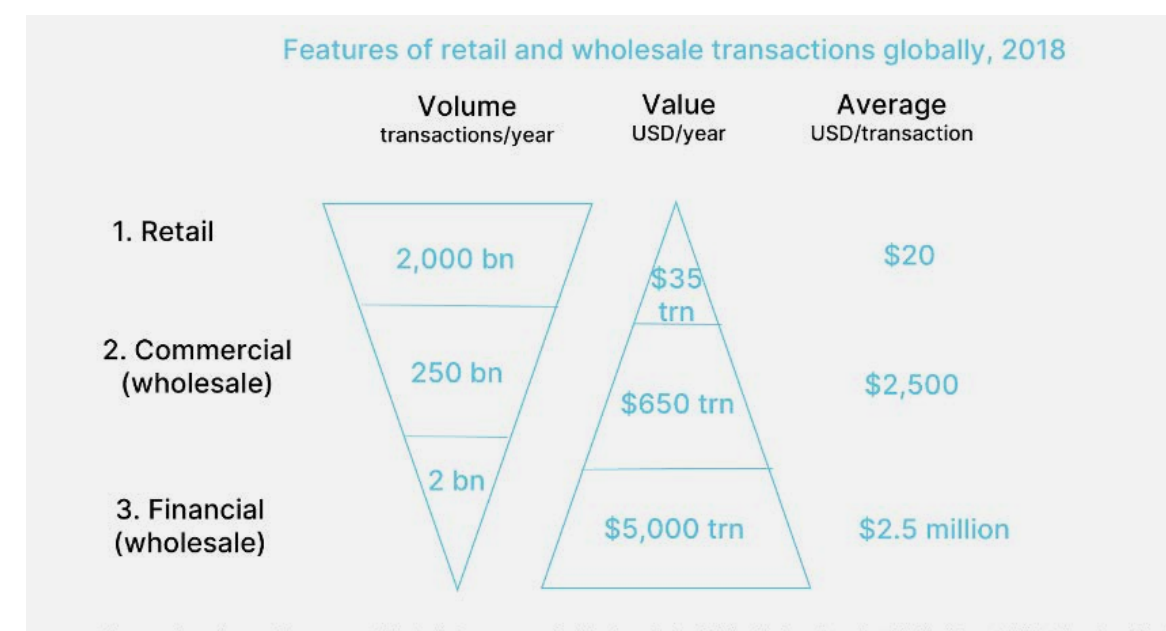 Features of retail and wholesale transactions globally, 2018
Volume
transactions/year
Value
USD/year
Average
USD/transaction
1. Retail
2,000 bn
$35
trn
$20
2. Commercial
(wholesale)
250 bn
$650 trn
$2,500
3. Financial
(wholesale)
2 bn
$5,000 trn
$2.5 million